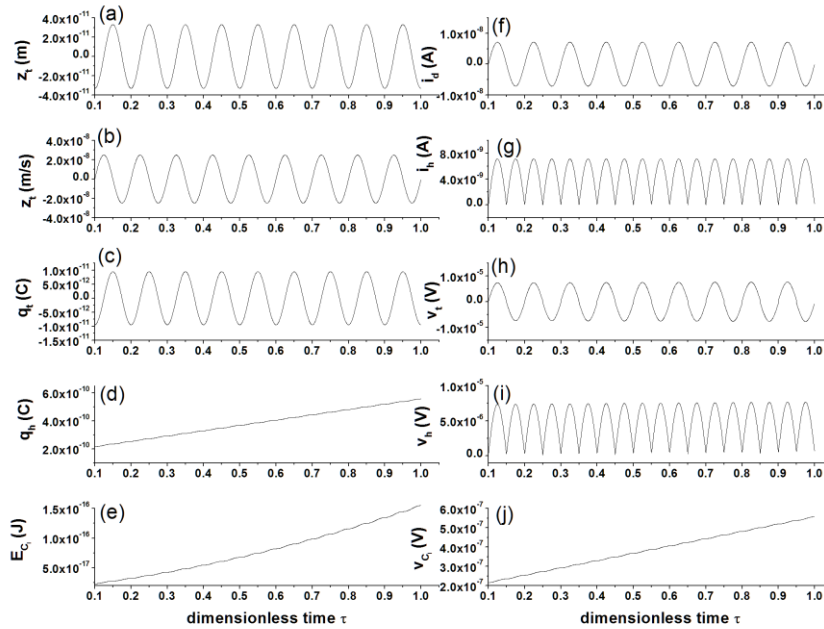 (a)
z_t (m)
4.0x10^-11
2.0x10^-11
0.0
-2.0x10^-11
-4.0x10^-11
0.1 0.2 0.3 0.4 0.5 0.6 0.7 0.8 0.9 1.0
(b)
z_t (m/s)
4.0x10^-8
2.0x10^-8
0.0
-2.0x10^-8
-4.0x10^-8
0.1 0.2 0.3 0.4 0.5 0.6 0.7 0.8 0.9 1.0
(c)
q_t (C)
1.0x10^-11
5.0x10^-12
0.0
-5.0x10^-12
-1.0x10^-11
-1.5x10^-11
0.1 0.2 0.3 0.4 0.5 0.6 0.7 0.8 0.9 1.0
(d)
q_h (C)
6.0x10^-10
4.0x10^-10
2.0x10^-10
0.1 0.2 0.3 0.4 0.5 0.6 0.7 0.8 0.9 1.0
(e)
E_C_i (J)
1.5x10^-16
1.0x10^-16
5.0x10^-17
0.1 0.2 0.3 0.4 0.5 0.6 0.7 0.8 0.9 1.0
dimensionless time τ
(f)
i_d (A)
1.0x10^-8
0.0
-1.0x10^-8
0.1 0.2 0.3 0.4 0.5 0.6 0.7 0.8 0.9 1.0
(g)
i_h (A)
8.0x10^-9
4.0x10^-9
0.0
0.1 0.2 0.3 0.4 0.5 0.6 0.7 0.8 0.9 1.0
(h)
v_t (V)
1.0x10^-5
0.0
-1.0x10^-5
0.1 0.2 0.3 0.4 0.5 0.6 0.7 0.8 0.9 1.0
(i)
v_h (V)
1.0x10^-5
5.0x10^-6
0.0
0.1 0.2 0.3 0.4 0.5 0.6 0.7 0.8 0.9 1.0
(j)
v_C_i (V)
6.0x10^-7
5.0x10^-7
4.0x10^-7
3.0x10^-7
2.0x10^-7
0.1 0.2 0.3 0.4 0.5 0.6 0.7 0.8 0.9 1.0
dimensionless time τ